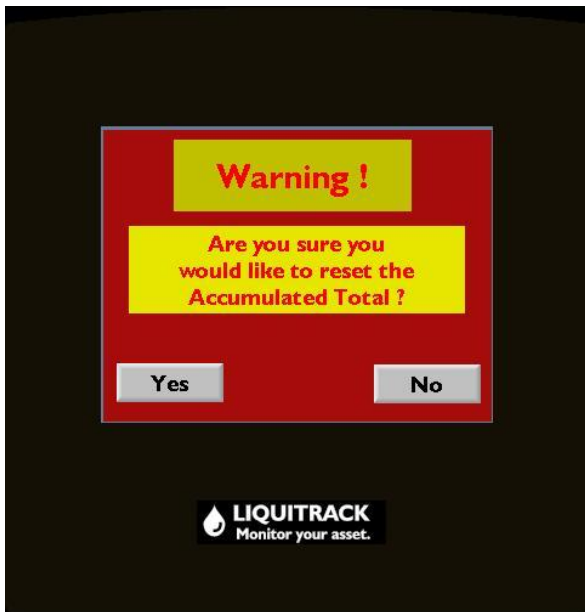 Warning !
Are you sure you
would like to reset the
Accumulated Total ?
Yes
No
LIQUITRACK
Monitor your asset.